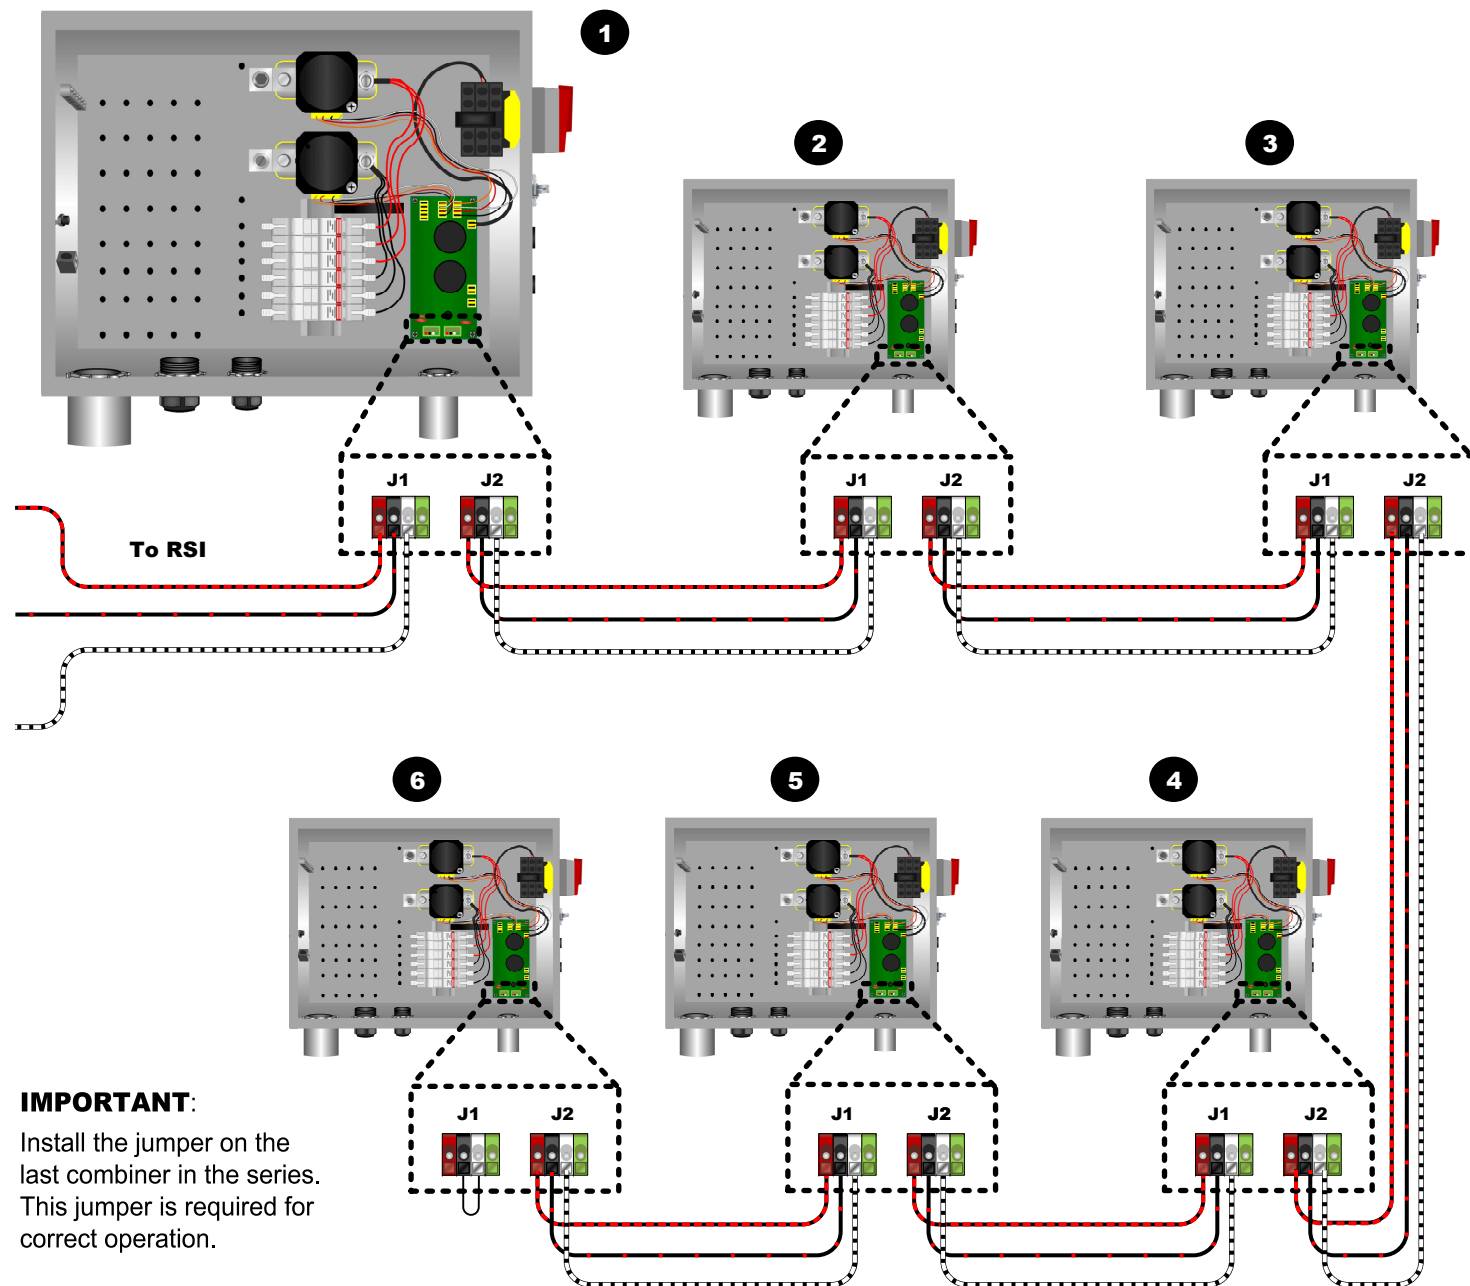 1
2
3
J1 J2
J1 J2
J1 J2
To RSI
6
5
4
J1 J2
J1 J2
J1 J2
IMPORTANT:
Install the jumper on the
last combiner in the series.
This jumper is required for
correct operation.